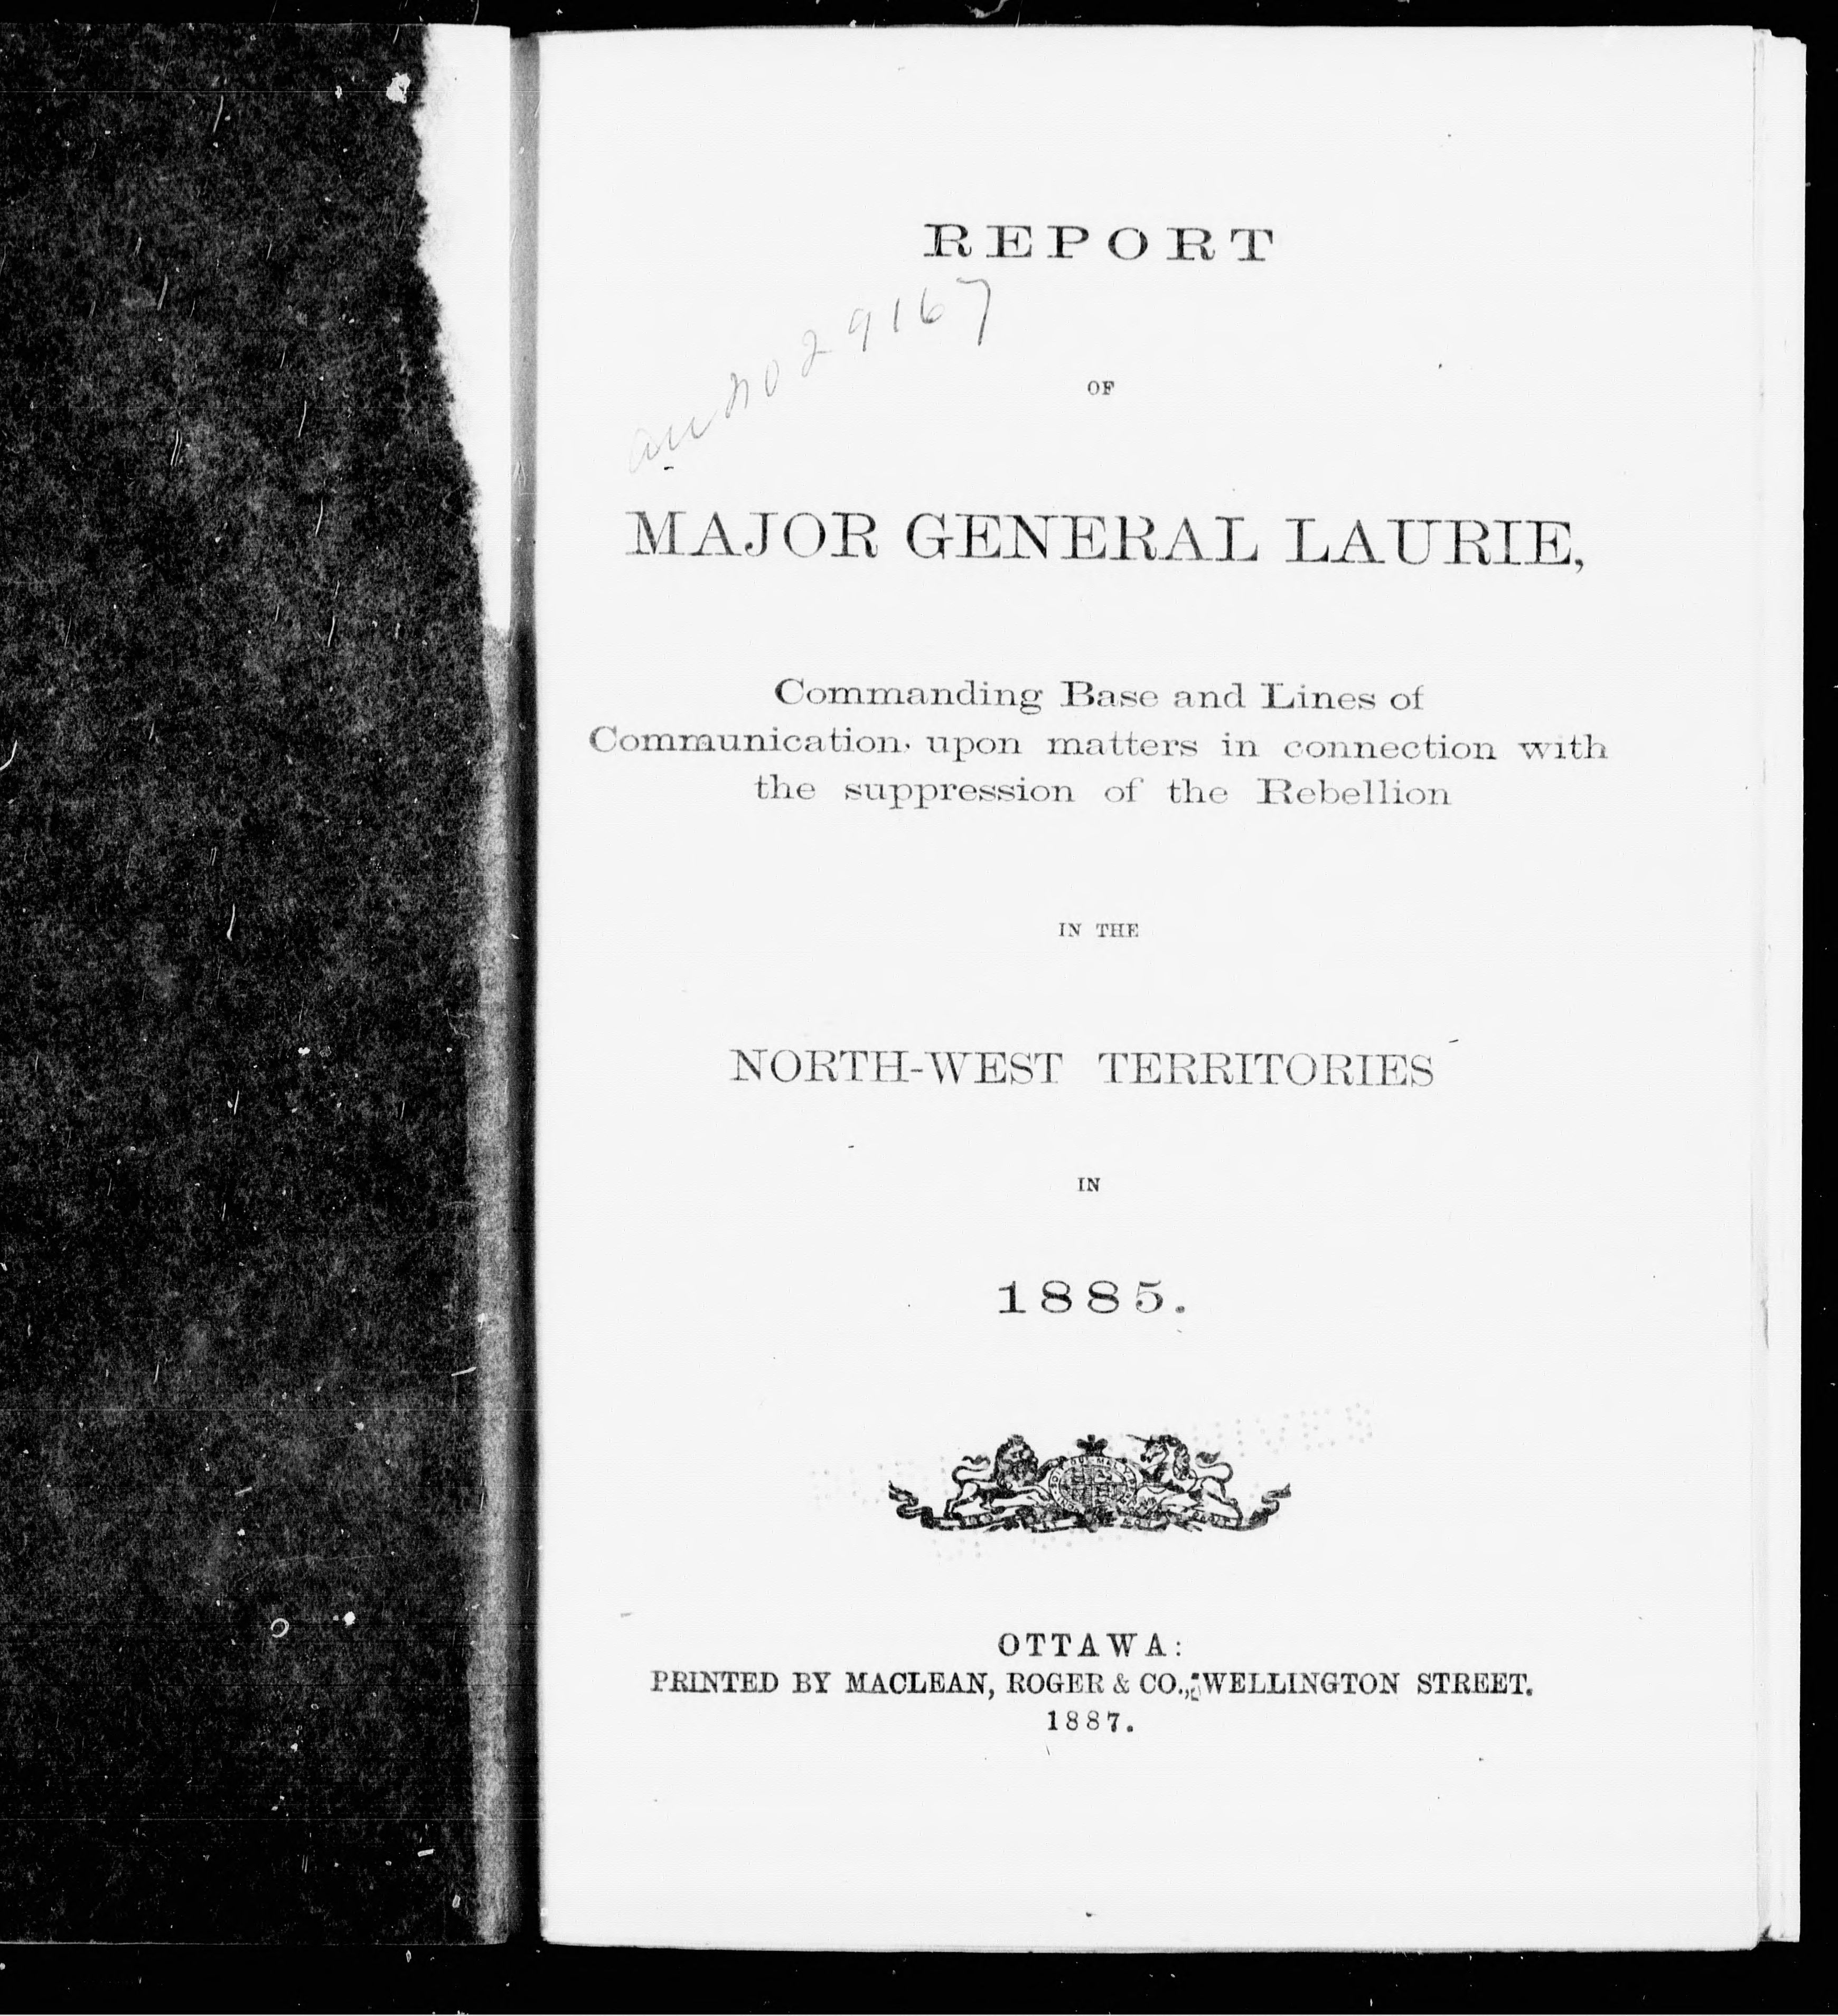 REPORT
029167
OF
MAJOR GENERAL LAURIE,
Commanding Base and Lines of
Communication, upon matters in connection with
the suppression of the Rebellion
IN THE
NORTH-WEST TERRITORIES
IN
1885.
OTTAWA:
PRINTED BY MACLEAN, ROGER & CO., WELLINGTON STREET.
1887.